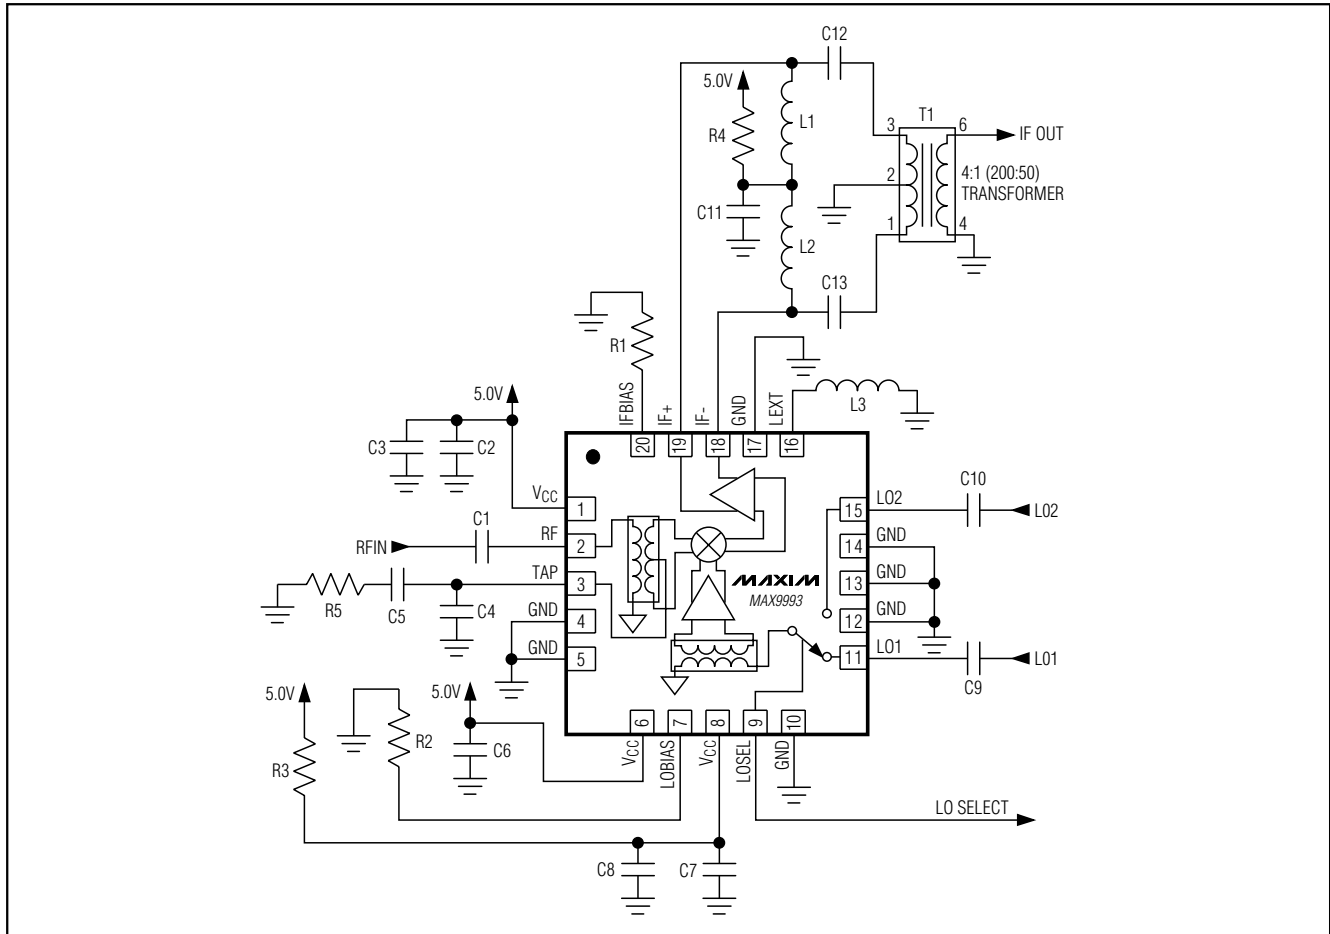 C12
5.0V
L1
R4
T1
3
6
IF OUT
2
4:1 (200:50)
TRANSFORMER
C11
1
4
L2
C13
R1
IFBIAS
IF+
IF-
GND
LEXT
L3
5.0V
C3
C2
20
19
18
17
16
VCC
1
C10
LO2
15
LO2
C1
RF
RFIN
2
GND
14
TAP
3
MAXIM
MAX9993
GND
13
R5
C5
C4
GND
4
GND
12
GND
5
LO1
11
LO1
C9
5.0V
5.0V
R2
C6
R3
6
7
8
9
10
VCC
LOBIAS
VCC
LOSEL
GND
LO SELECT
C8
C7